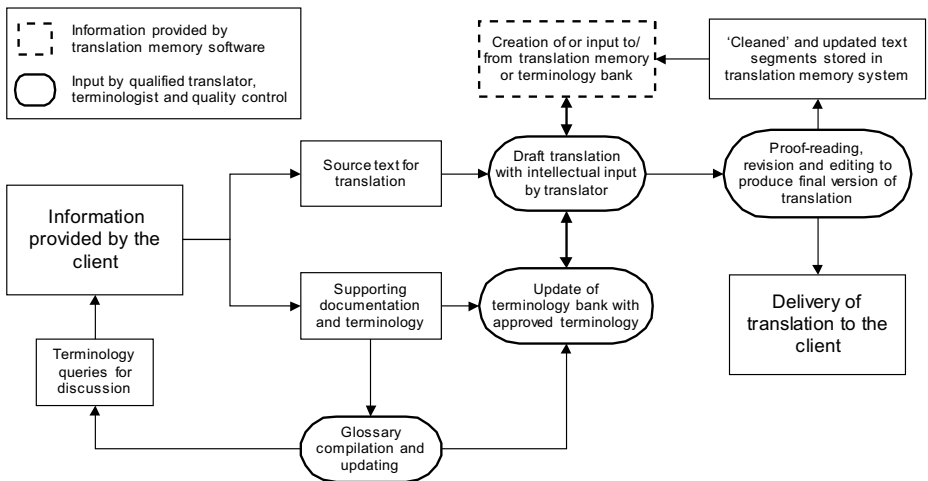 Information provided by
translation memory software
Input by qualified translator,
terminologist and quality control
Creation of or input to/
from translation memory
or terminology bank
‘Cleaned’ and updated text
segments stored in
translation memory system
Source text for
translation
Draft translation
with intellectual input
by translator
Proof-reading,
revision and editing to
produce final version of
translation
Information
provided by the
client
Supporting
documentation
and terminology
Update of
terminology bank with
approved terminology
Delivery of
translation to the
client
Terminology
queries for
discussion
Glossary
compilation and
updating